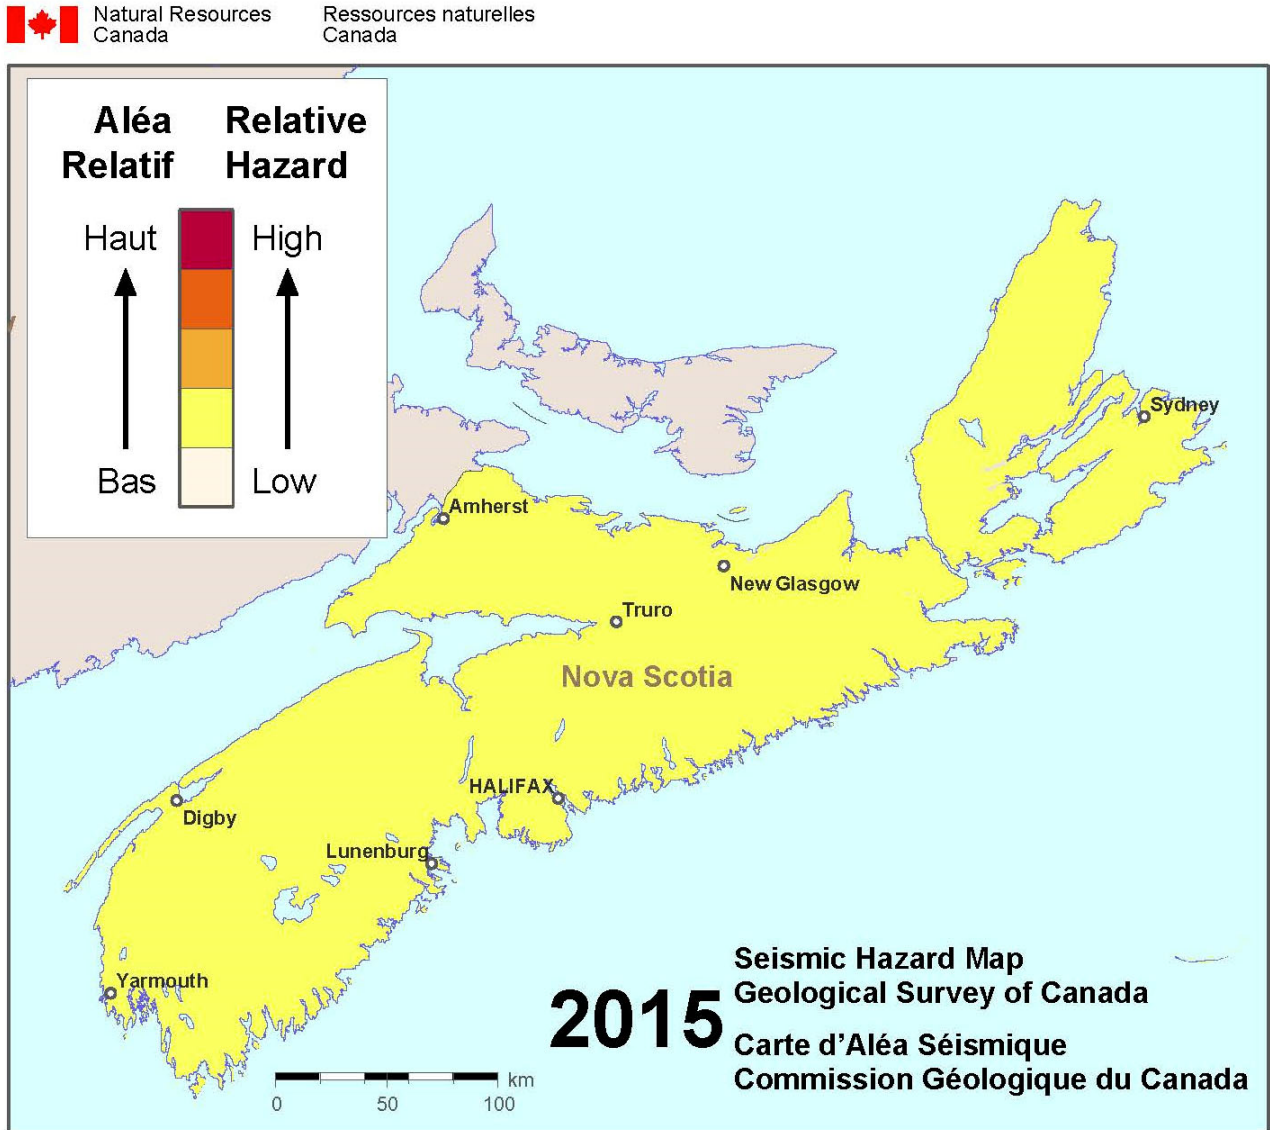 Natural Resources
Canada
Ressources naturelles
Canada
Aléa
Relatif
Relative
Hazard
Haut
High
Bas
Low
Sydney
Amherst
New Glasgow
Truro
Nova Scotia
HALIFAX
Digby
Lunenburg
Yarmouth
2015
Seismic Hazard Map
Geological Survey of Canada
Carte d'Aléa Séismique
Commission Géologique du Canada
km
0 50 100